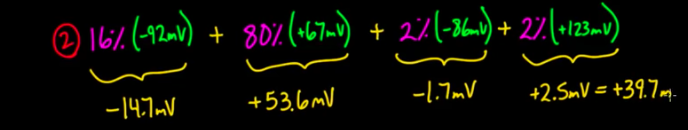 ② 16% (-92mV) + 80% (+67mV) + 2% (-86mV) + 2% (+123mV)
-14.7mV +53.6mV -1.7mV +2.5mV = +39.7m